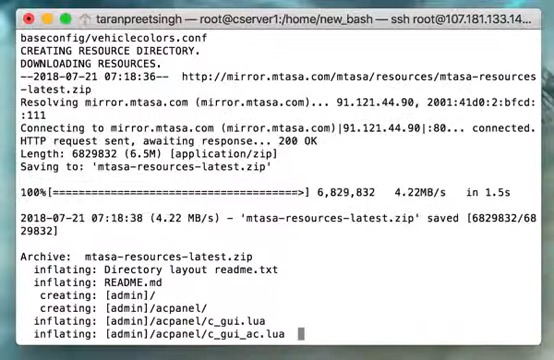 taranpreetsingh — root@cserver1:/home/new_bash — ssh root@107.181.133.14...
baseconfig/vehiclecolors.conf
CREATING RESOURCE DIRECTORY.
DOWNLOADING RESOURCES.
--2018-07-21 07:18:36--  http://mirror.mtasa.com/mtasa/resources/mtasa-resources
-latest.zip
Resolving mirror.mtasa.com (mirror.mtasa.com)... 91.121.44.90, 2001:41d0:2:bfcd:
:111
Connecting to mirror.mtasa.com (mirror.mtasa.com)|91.121.44.90|:80... connected.
HTTP request sent, awaiting response... 200 OK
Length: 6829832 (6.5M) [application/zip]
Saving to: 'mtasa-resources-latest.zip'
100%[======================================>] 6,829,832   4.22MB/s   in 1.5s
2018-07-21 07:18:38 (4.22 MB/s) - 'mtasa-resources-latest.zip' saved [6829832/68
29832]
Archive:  mtasa-resources-latest.zip
  inflating: Directory layout readme.txt
  inflating: README.md
   creating: [admin]/
   creating: [admin]/acpanel/
  inflating: [admin]/acpanel/c_gui.lua
  inflating: [admin]/acpanel/c_gui_ac.lua